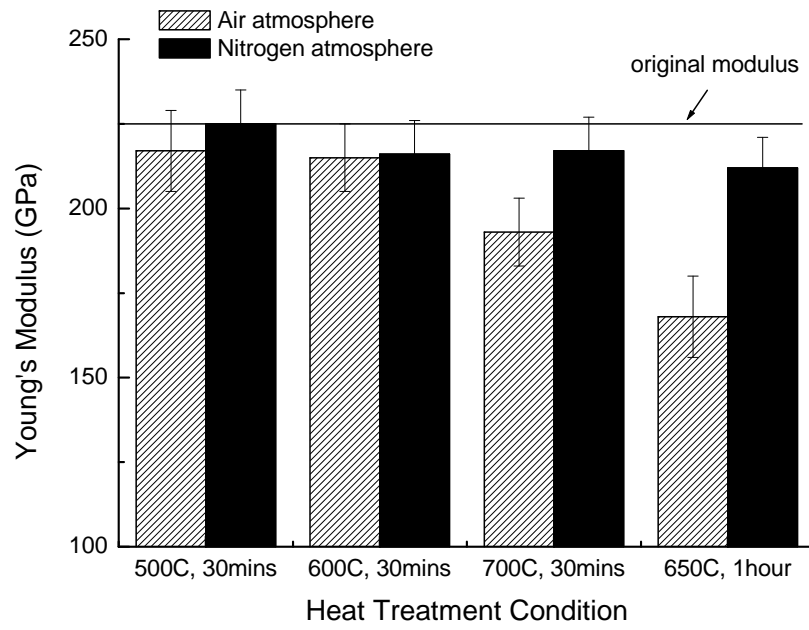 Air atmosphere
Nitrogen atmosphere
original modulus
250
200
150
100
Young's Modulus (GPa)
500C, 30mins
600C, 30mins
700C, 30mins
650C, 1hour
Heat Treatment Condition